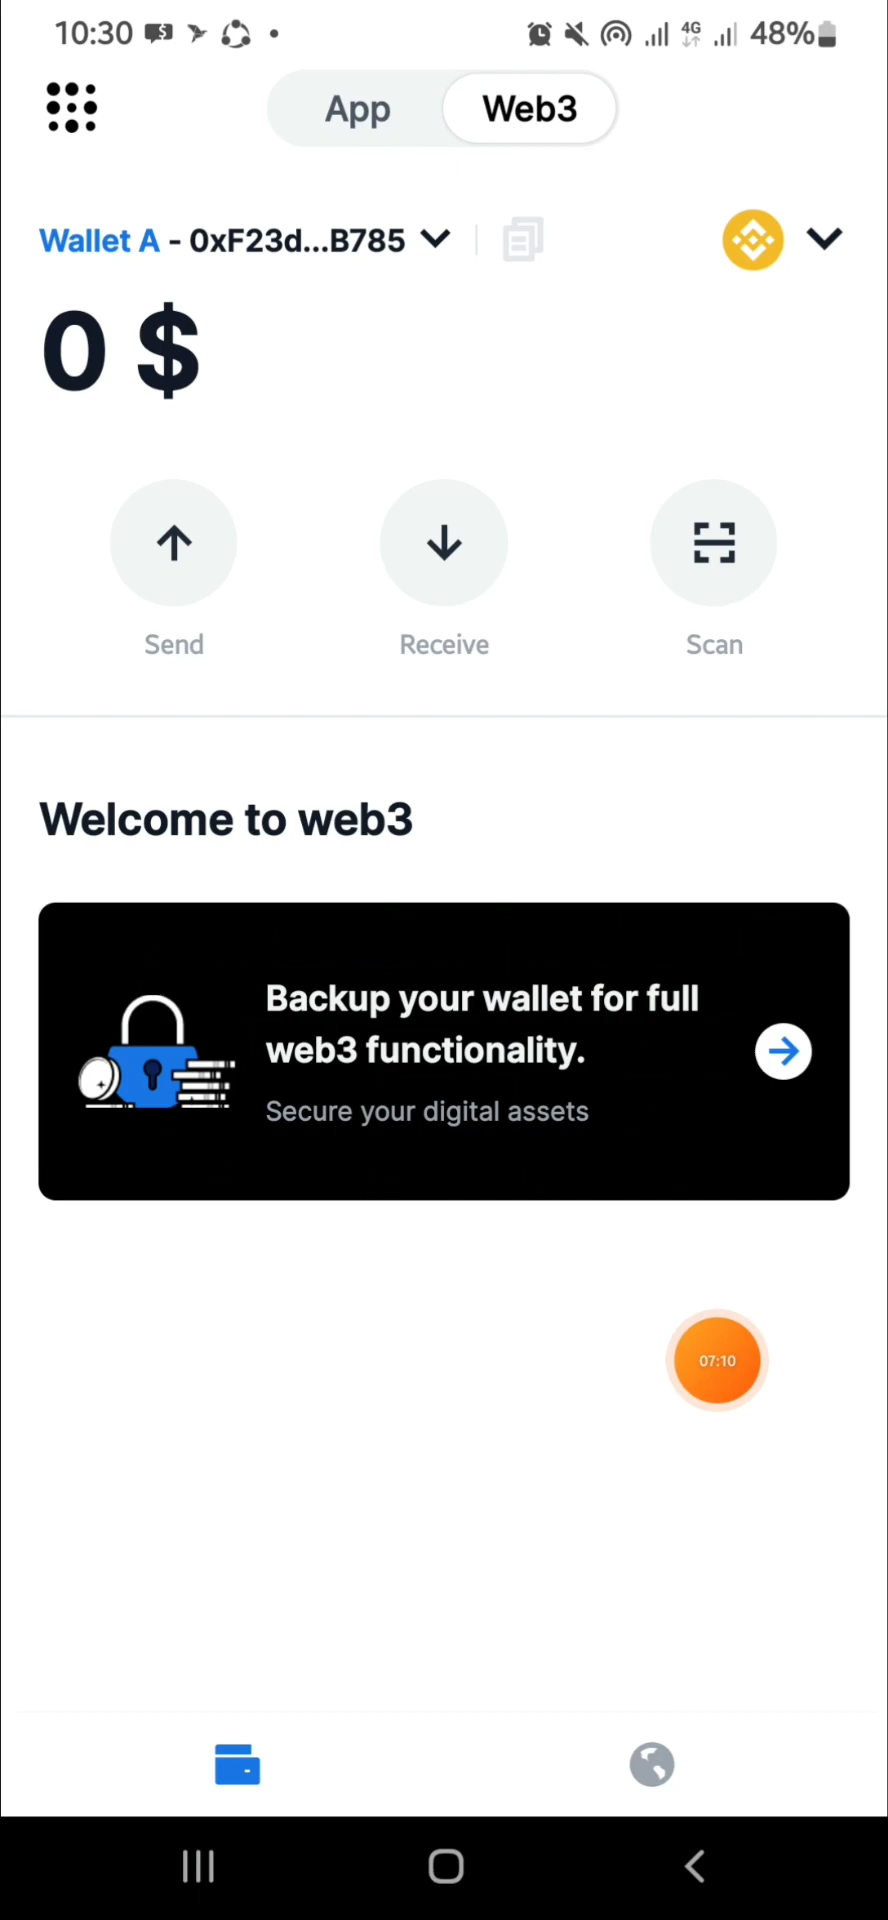 10:30 4G 48%
App Web3
Wallet A - 0xF23d...B785
0 $
Send Receive Scan
Welcome to web3
Backup your wallet for full
web3 functionality.
Secure your digital assets
07:10